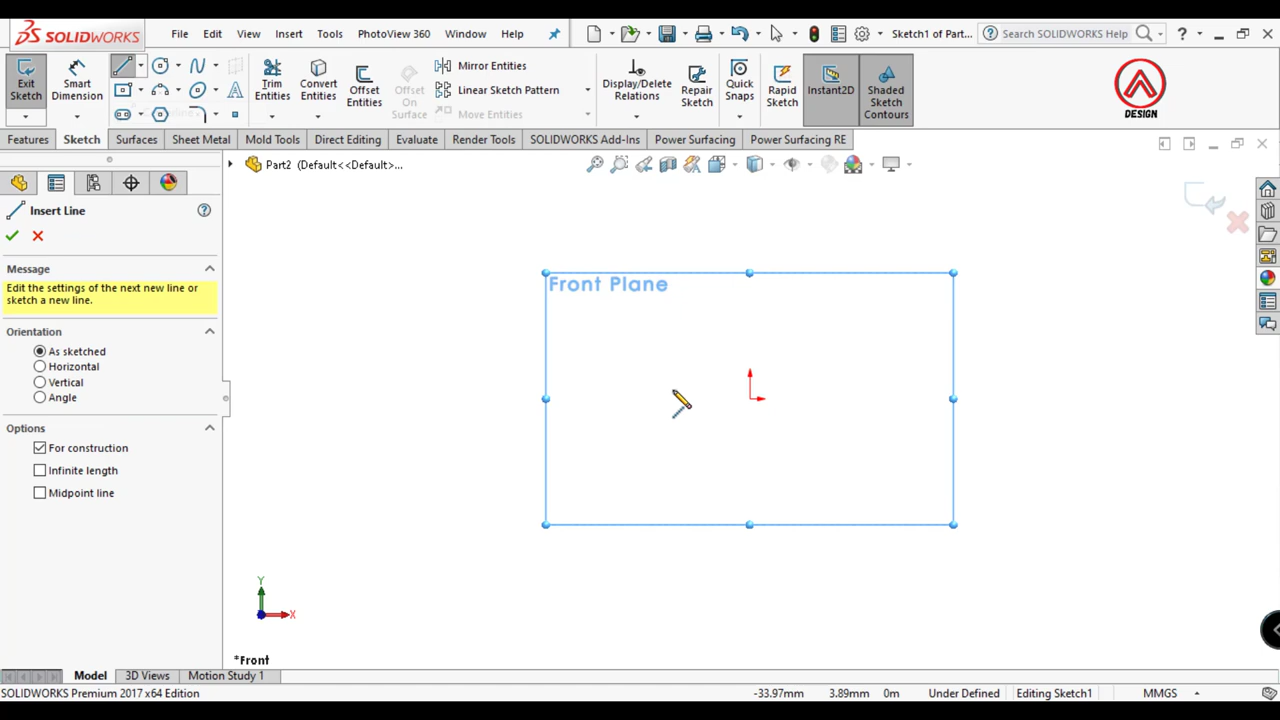 SOLIDWORKS File Edit View Insert Tools PhotoView 360 Window Help Sketch1 of Part... Search SOLIDWORKS Help ?
Exit Sketch Smart Dimension Trim Entities Convert Entities Offset Entities Offset On Surface Mirror Entities Linear Sketch Pattern Move Entities Display/Delete Relations Repair Sketch Quick Snaps Rapid Sketch Instant2D Shaded Sketch Contours
DESIGN
Features Sketch Surfaces Sheet Metal Mold Tools Direct Editing Evaluate Render Tools SOLIDWORKS Add-Ins Power Surfacing Power Surfacing RE
Part2 (Default<<Default>...
Insert Line
Message
Edit the settings of the next new line or
sketch a new line.
Front Plane
Orientation
As sketched
Horizontal
Vertical
Angle
Options
For construction
Infinite length
Midpoint line
Y
X
*Front
Model 3D Views Motion Study 1
SOLIDWORKS Premium 2017 x64 Edition -33.97mm 3.89mm 0m Under Defined Editing Sketch1 MMGS